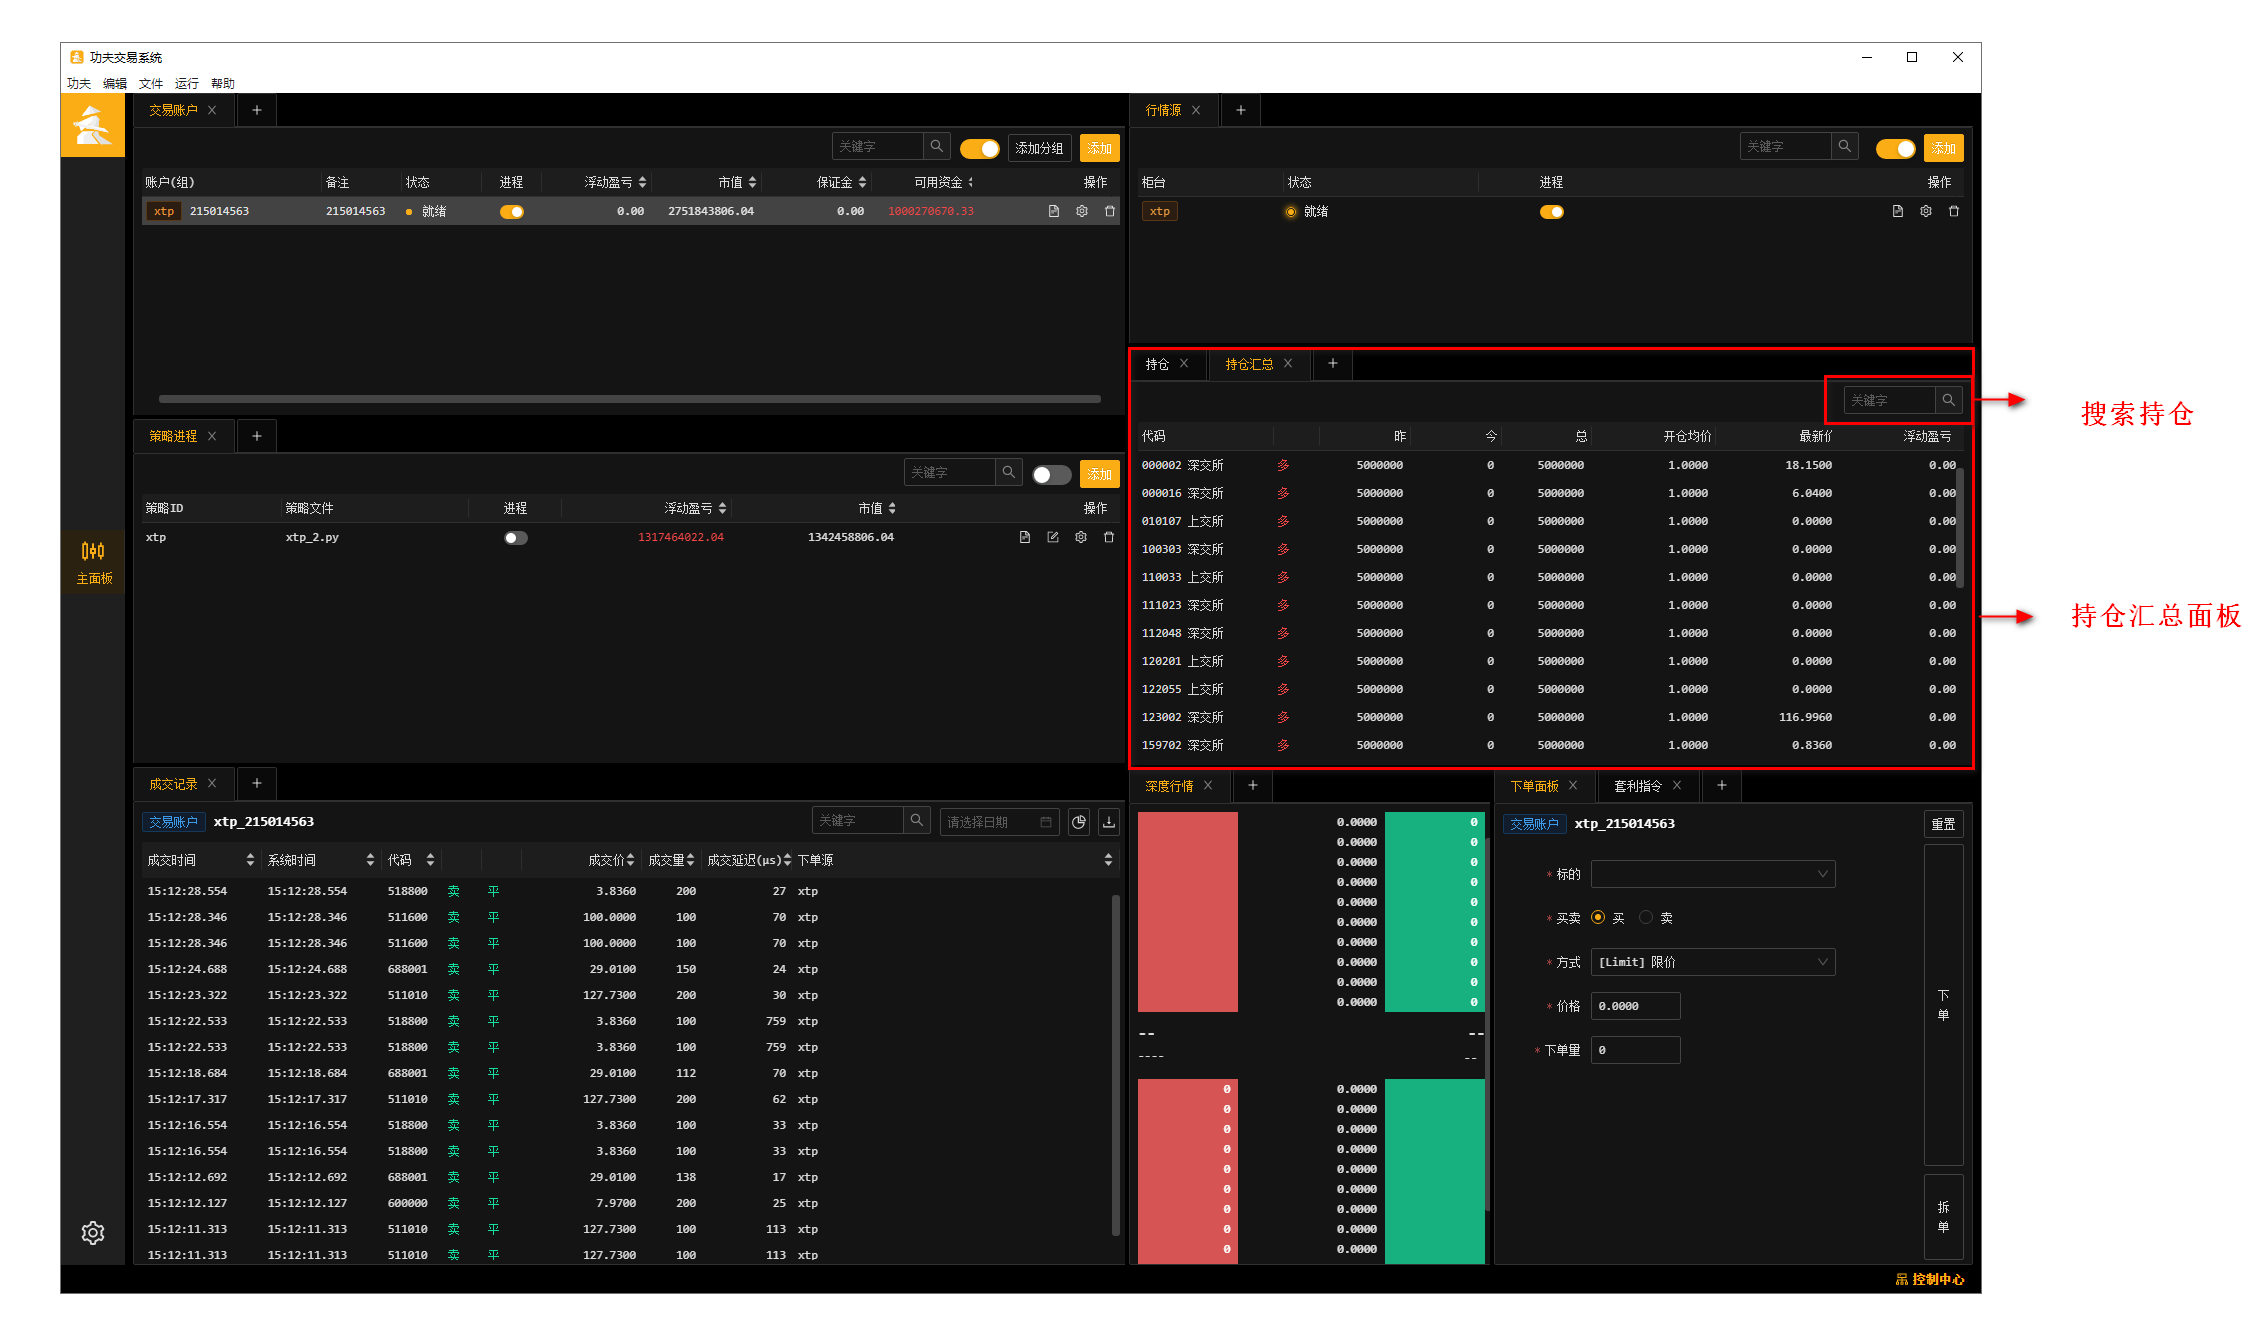 功夫交易系统
功夫 编辑 文件 运行 帮助
交易账户
关键字 添加分组 添加
账户(组) 备注 状态 进程 浮动盈亏 市值 保证金 可用资金 操作
xtp 215014563 215014563 就绪 0.00 2751843806.04 0.00 1000270670.33
主面板
策略进程
关键字 添加
策略ID 策略文件 进程 浮动盈亏 市值 操作
xtp xtp_2.py 1317464022.04 1342458806.04
成交记录
交易账户 xtp_215014563 关键字 请选择日期
成交时间 系统时间 代码 成交价 成交量 成交延迟(μs) 下单源
15:12:28.554 15:12:28.554 518800 卖 平 3.8360 200 27 xtp
15:12:28.346 15:12:28.346 511600 卖 平 100.0000 100 70 xtp
15:12:28.346 15:12:28.346 511600 卖 平 100.0000 100 70 xtp
15:12:24.688 15:12:24.688 688001 卖 平 29.0100 150 24 xtp
15:12:23.322 15:12:23.322 511010 卖 平 127.7300 200 30 xtp
15:12:22.533 15:12:22.533 518800 卖 平 3.8360 100 759 xtp
15:12:22.533 15:12:22.533 518800 卖 平 3.8360 100 759 xtp
15:12:18.684 15:12:18.684 688001 卖 平 29.0100 112 70 xtp
15:12:17.317 15:12:17.317 511010 卖 平 127.7300 200 62 xtp
15:12:16.554 15:12:16.554 518800 卖 平 3.8360 100 33 xtp
15:12:16.554 15:12:16.554 518800 卖 平 3.8360 100 33 xtp
15:12:12.692 15:12:12.692 688001 卖 平 29.0100 138 17 xtp
15:12:12.127 15:12:12.127 600000 卖 平 7.9700 200 25 xtp
15:12:11.313 15:12:11.313 511010 卖 平 127.7300 100 113 xtp
15:12:11.313 15:12:11.313 511010 卖 平 127.7300 100 113 xtp
行情源
关键字 添加
柜台 状态 进程 操作
xtp 就绪
持仓 持仓汇总
关键字
代码 昨 今 总 开仓均价 最新价 浮动盈亏
000002 深交所 多 5000000 0 5000000 1.0000 18.1500 0.00
000016 深交所 多 5000000 0 5000000 1.0000 6.0400 0.00
010107 上交所 多 5000000 0 5000000 1.0000 0.0000 0.00
100303 深交所 多 5000000 0 5000000 1.0000 0.0000 0.00
110033 上交所 多 5000000 0 5000000 1.0000 0.0000 0.00
111023 深交所 多 5000000 0 5000000 1.0000 0.0000 0.00
112048 深交所 多 5000000 0 5000000 1.0000 0.0000 0.00
120201 上交所 多 5000000 0 5000000 1.0000 0.0000 0.00
122055 上交所 多 5000000 0 5000000 1.0000 0.0000 0.00
123002 深交所 多 5000000 0 5000000 1.0000 116.9960 0.00
159702 深交所 多 5000000 0 5000000 1.0000 0.8360 0.00
搜索持仓
持仓汇总面板
深度行情
0.0000 0
0.0000 0
0.0000 0
0.0000 0
0.0000 0
0.0000 0
0.0000 0
0.0000 0
0.0000 0
0.0000 0
-- --
---- --
0 0.0000
0 0.0000
0 0.0000
0 0.0000
0 0.0000
0 0.0000
0 0.0000
0 0.0000
0 0.0000
下单面板 套利指令
交易账户 xtp_215014563 重置
* 标的
* 买卖 买 卖
* 方式 [Limit] 限价
* 价格 0.0000
* 下单量 0
下单
拆单
控制中心